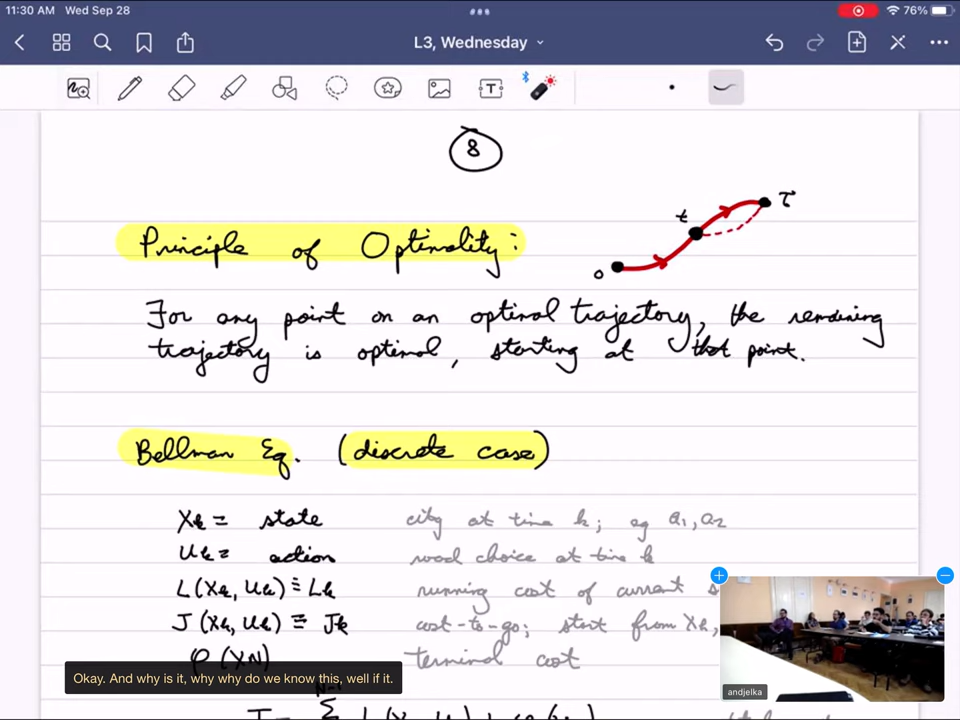 11:30 AM Wed Sep 28
76%
L3, Wednesday
8
0 t τ
Principle of Optimality:
For any point on an optimal trajectory, the remaining
trajectory is optimal, starting at that point.
Bellman Eq. (discrete case)
Xk = state city at time k; eg a1, a2
Uk = action road choice at time k
L(Xk, Uk) ≡ Lk running cost of current s
J(Xk, Uk) ≡ Jk cost-to-go; start from Xk,
φ(XN) terminal cost
Okay. And why is it, why why do we know this, well if it.
andjelka